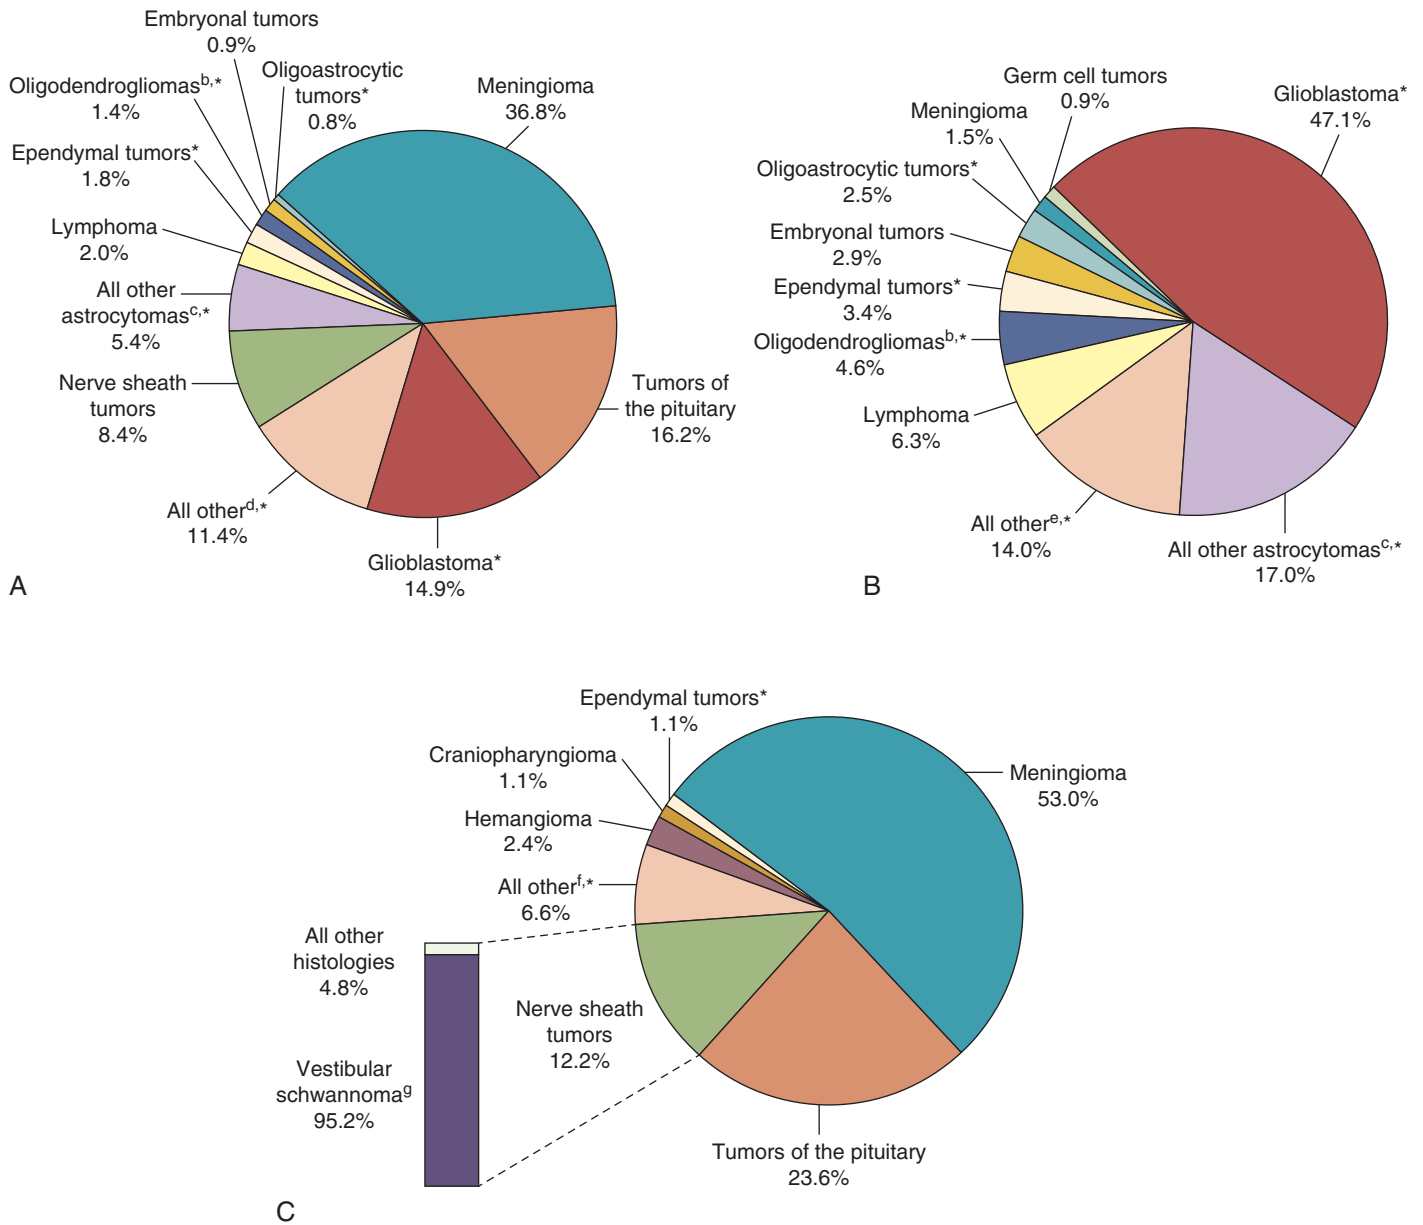 Embryonal tumors
0.9%
Oligodendrogliomasb,*
1.4%
Oligoastrocytic
tumors*
0.8%
Meningioma
36.8%
Ependymal tumors*
1.8%
Lymphoma
2.0%
All other
astrocytomasc,*
5.4%
Nerve sheath
tumors
8.4%
All otherd,*
11.4%
Glioblastoma*
14.9%
Tumors of
the pituitary
16.2%
A
Germ cell tumors
0.9%
Glioblastoma*
47.1%
Meningioma
1.5%
Oligoastrocytic tumors*
2.5%
Embryonal tumors
2.9%
Ependymal tumors*
3.4%
Oligodendrogliomasb,*
4.6%
Lymphoma
6.3%
All othere,*
14.0%
All other astrocytomasc,*
17.0%
B
Ependymal tumors*
1.1%
Craniopharyngioma
1.1%
Hemangioma
2.4%
All otherf,*
6.6%
Meningioma
53.0%
All other
histologies
4.8%
Nerve sheath
tumors
12.2%
Vestibular
schwannomag
95.2%
Tumors of the pituitary
23.6%
C